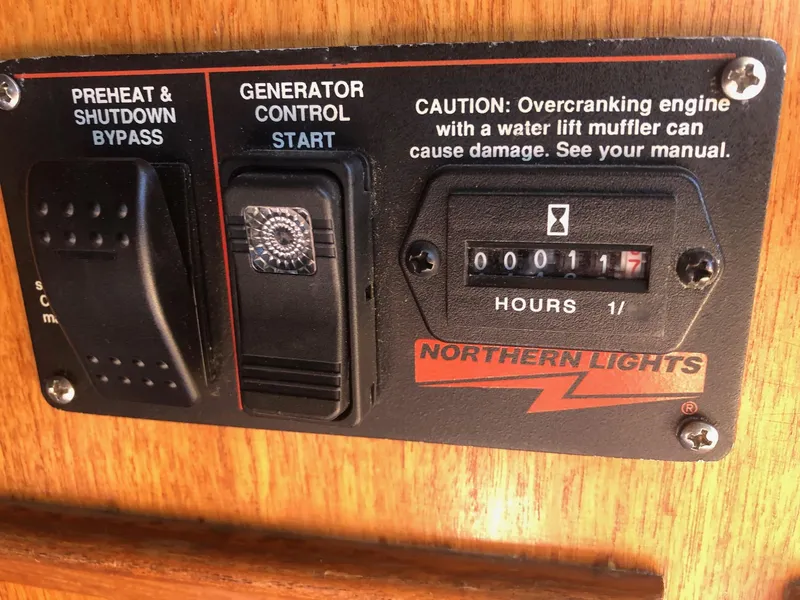 PREHEAT &
SHUTDOWN
BYPASS
GENERATOR
CONTROL
START
CAUTION: Overcranking engine
with a water lift muffler can
cause damage. See your manual.
0 0 0 1 1 7
HOURS 1/
NORTHERN LIGHTS
®